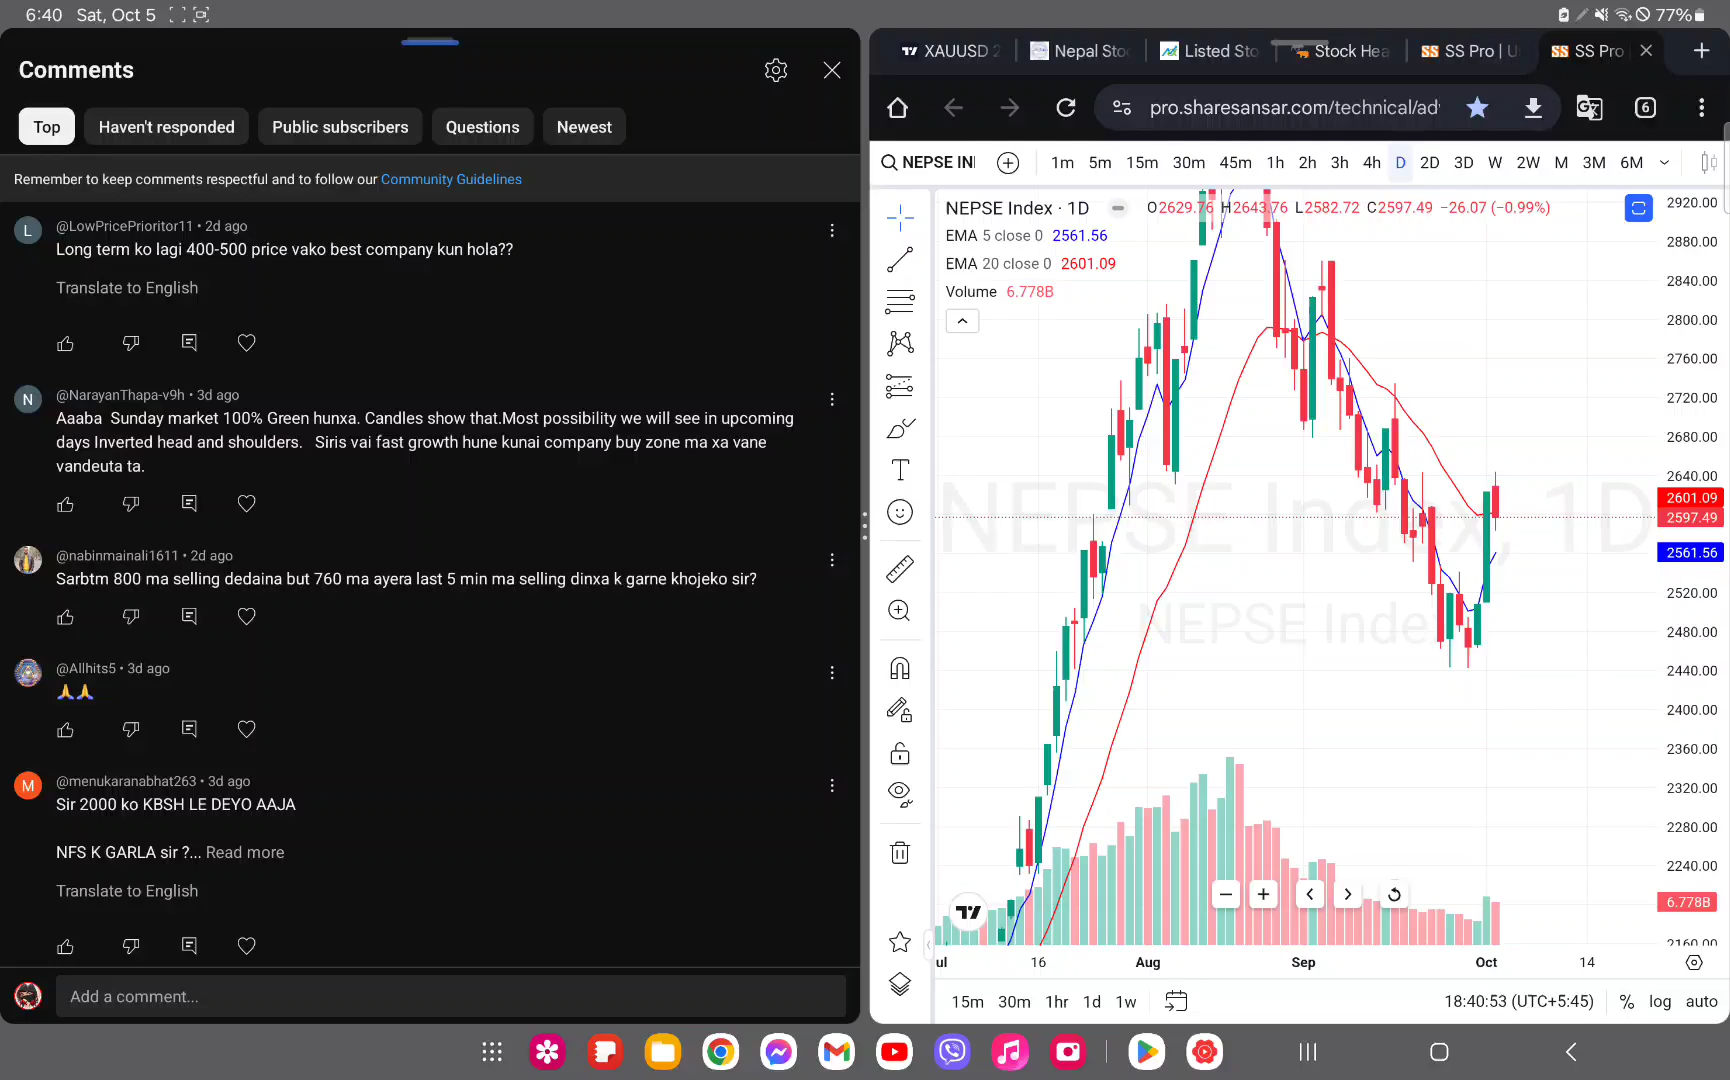 6:40 Sat, Oct 5
77%
Comments
Top
Haven't responded
Public subscribers
Questions
Newest
Remember to keep comments respectful and to follow our Community Guidelines
L
@LowPricePrioritor11 • 2d ago
Long term ko lagi 400-500 price vako best company kun hola??
Translate to English
N
@NarayanThapa-v9h • 3d ago
Aaaba Sunday market 100% Green hunxa. Candles show that.Most possibility we will see in upcoming
days Inverted head and shoulders. Siris vai fast growth hune kunai company buy zone ma xa vane
vandeuta ta.
@nabinmainali1611 • 2d ago
Sarbtm 800 ma selling dedaina but 760 ma ayera last 5 min ma selling dinxa k garne khojeko sir?
@Allhits5 • 3d ago
🙏🙏
M
@menukaranabhat263 • 3d ago
Sir 2000 ko KBSH LE DEYO AAJA
NFS K GARLA sir ?... Read more
Translate to English
Add a comment...
XAUUSD 2
Nepal Sto
Listed Sto
Stock Hea
SS Pro | U
SS Pro
pro.sharesansar.com/technical/ad
6
NEPSE IN
1m 5m 15m 30m 45m 1h 2h 3h 4h D 2D 3D W 2W M 3M 6M
NEPSE Index · 1D O2629.76 H2643.76 L2582.72 C2597.49 −26.07 (−0.99%)
EMA 5 close 0 2561.56
EMA 20 close 0 2601.09
Volume 6.778B
NEPSE Index, 1D
NEPSE Inde
2920.00
2880.00
2840.00
2800.00
2760.00
2720.00
2680.00
2640.00
2601.09
2597.49
2561.56
2520.00
2480.00
2440.00
2400.00
2360.00
2320.00
2280.00
2240.00
6.778B
2160.00
ul 16 Aug Sep Oct 14
15m 30m 1hr 1d 1w
18:40:53 (UTC+5:45) % log auto